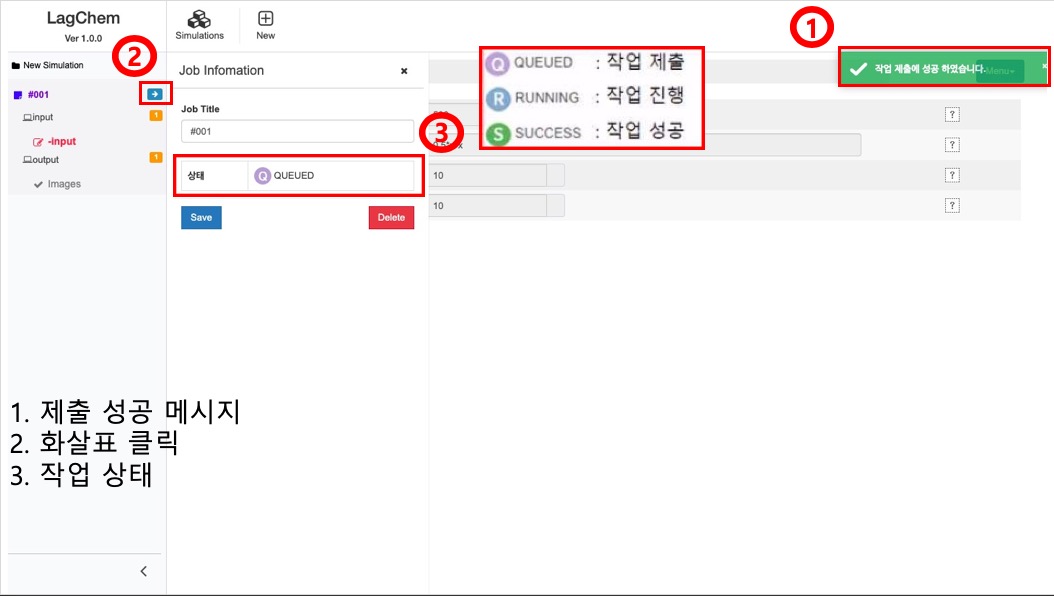 LagChem
Ver 1.0.0
Simulations
New
1
2
New Simulation
#001
input
1
-input
output
1
Images
Job Infomation
×
Job Title
#001
3
상태
Q QUEUED
Save
Delete
Q QUEUED : 작업 제출
R RUNNING : 작업 진행
S SUCCESS : 작업 성공
작업 제출에 성공 하였습니다.
Menu
×
?
?
10
?
10
?
1. 제출 성공 메시지
2. 화살표 클릭
3. 작업 상태